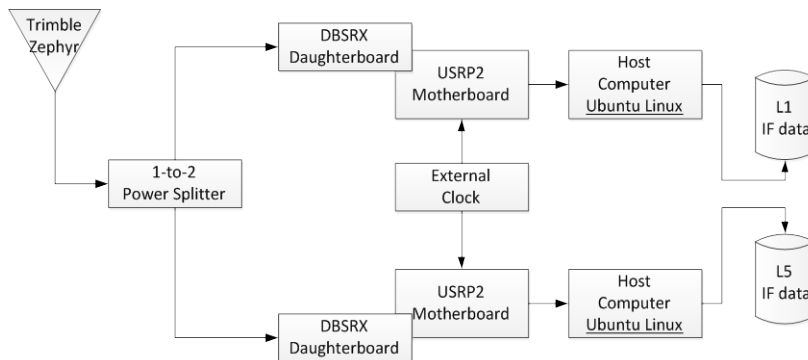 Trimble
Zephyr
DBSRX
Daughterboard
USRP2
Motherboard
Host
Computer
Ubuntu Linux
L1
IF data
1-to-2
Power Splitter
External
Clock
USRP2
Motherboard
DBSRX
Daughterboard
Host
Computer
Ubuntu Linux
L5
IF data